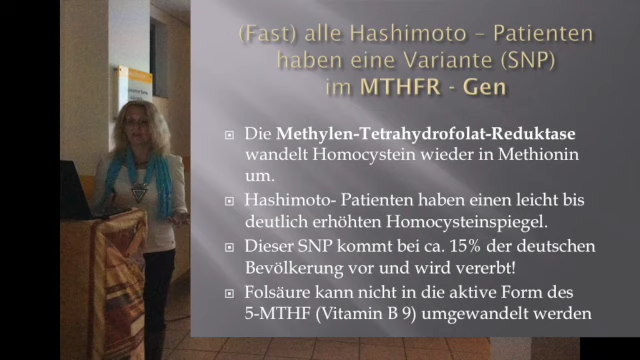 (Fast) alle Hashimoto – Patienten
haben eine Variante (SNP)
im MTHFR - Gen
Die Methylen-Tetrahydrofolat-Reduktase
wandelt Homocystein wieder in Methionin
um.
Hashimoto- Patienten haben einen leicht bis
deutlich erhöhten Homocysteinspiegel.
Dieser SNP kommt bei ca. 15% der deutschen
Bevölkerung vor und wird vererbt!
Folsäure kann nicht in die aktive Form des
5-MTHF (Vitamin B 9) umgewandelt werden